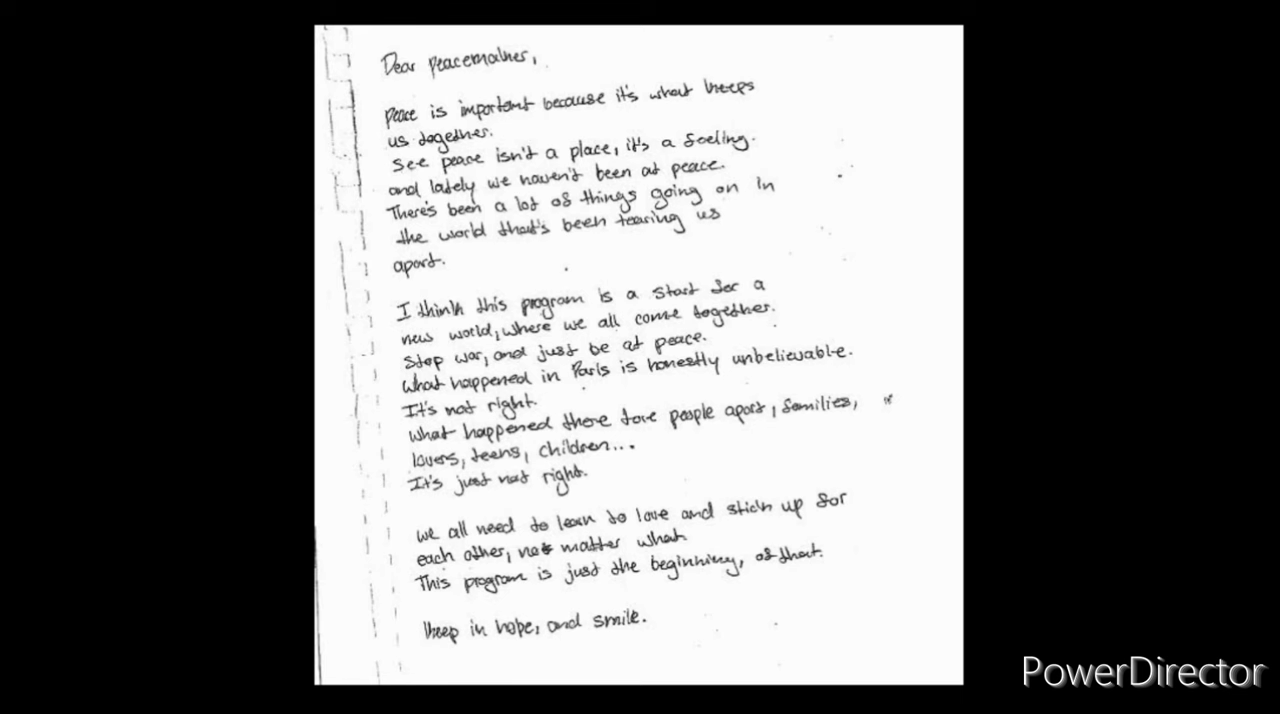 Dear Peacemaker,
Peace is important because it's what keeps
us together.
See peace isn't a place, it's a feeling.
and lately we haven't been at peace.
There's been a lot of things going on in
the world that's been tearing us
apart.
I think this program is a start for a
new world, where we all come together.
Stop war, and just be at peace.
What happened in Paris is honestly unbelievable.
It's not right.
What happened there tore people apart, families,
lovers, teens, children...
It's just not right.
we all need to learn to love and stick up for
each other, no matter what
This program is just the beginning, of that.
Keep in hope, and smile.
PowerDirector